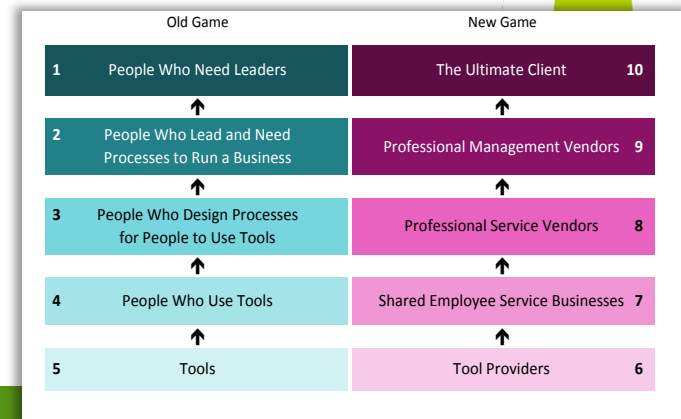 Old Game
New Game
1 People Who Need Leaders
The Ultimate Client 10
2 People Who Lead and Need
Processes to Run a Business
Professional Management Vendors 9
3 People Who Design Processes
for People to Use Tools
Professional Service Vendors 8
4 People Who Use Tools
Shared Employee Service Businesses 7
5 Tools
Tool Providers 6